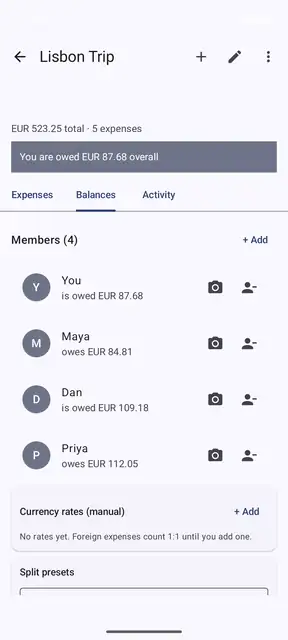 Lisbon Trip
EUR 523.25 total · 5 expenses
You are owed EUR 87.68 overall
Expenses Balances Activity
Members (4) + Add
Y You
is owed EUR 87.68
M Maya
owes EUR 84.81
D Dan
is owed EUR 109.18
P Priya
owes EUR 112.05
Currency rates (manual) + Add
No rates yet. Foreign expenses count 1:1 until you add one.
Split presets